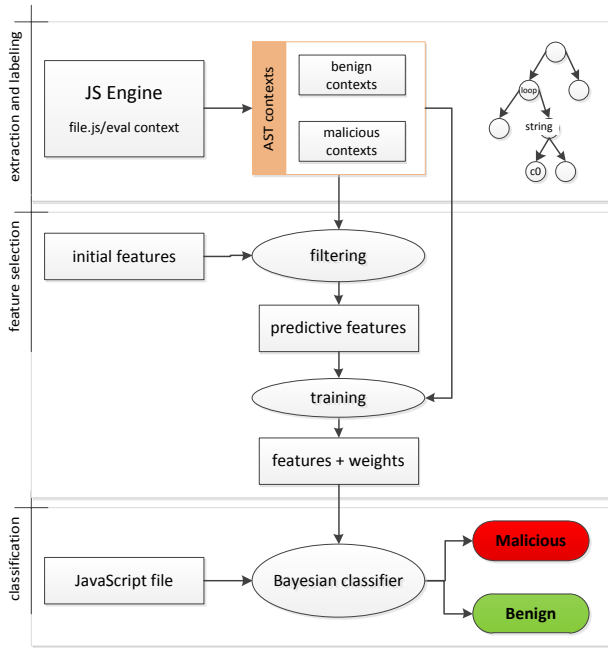 extraction and labeling
JS Engine
file.js/eval context
AST contexts
benign
contexts
malicious
contexts
loop
string
c0
feature selection
initial features
filtering
predictive features
training
features + weights
classification
JavaScript file
Bayesian classifier
Malicious
Benign